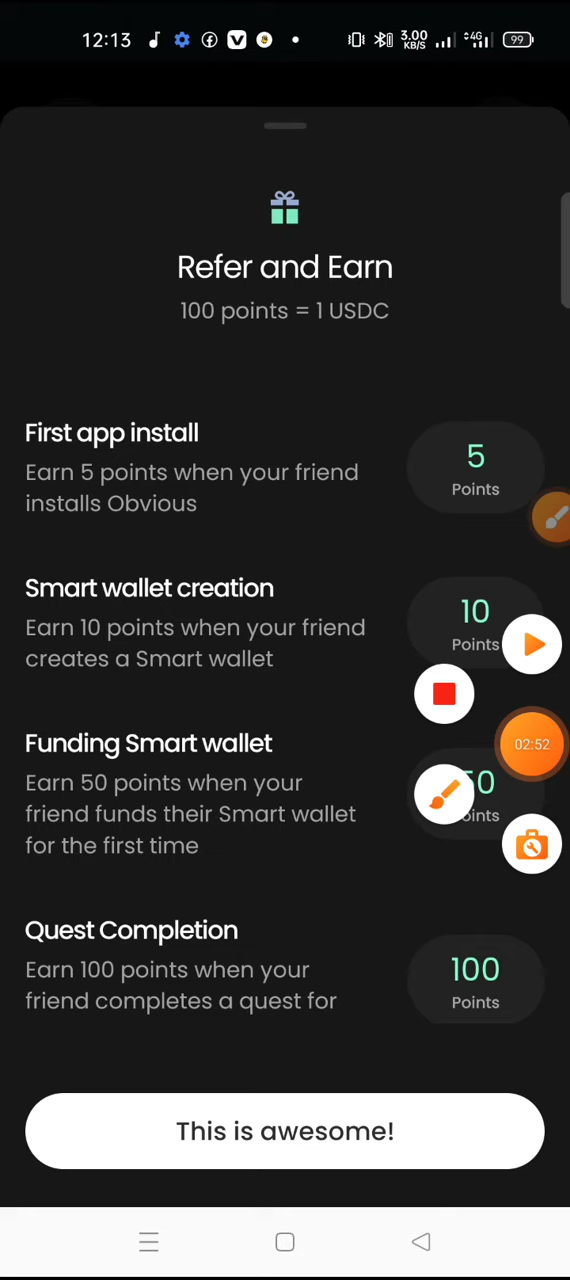 12:13
3.00
KB/S
4G
99
Refer and Earn
100 points = 1 USDC
First app install
Earn 5 points when your friend
installs Obvious
5
Points
Smart wallet creation
Earn 10 points when your friend
creates a Smart wallet
10
Points
Funding Smart wallet
Earn 50 points when your
friend funds their Smart wallet
for the first time
02:52
Quest Completion
Earn 100 points when your
friend completes a quest for
100
Points
This is awesome!